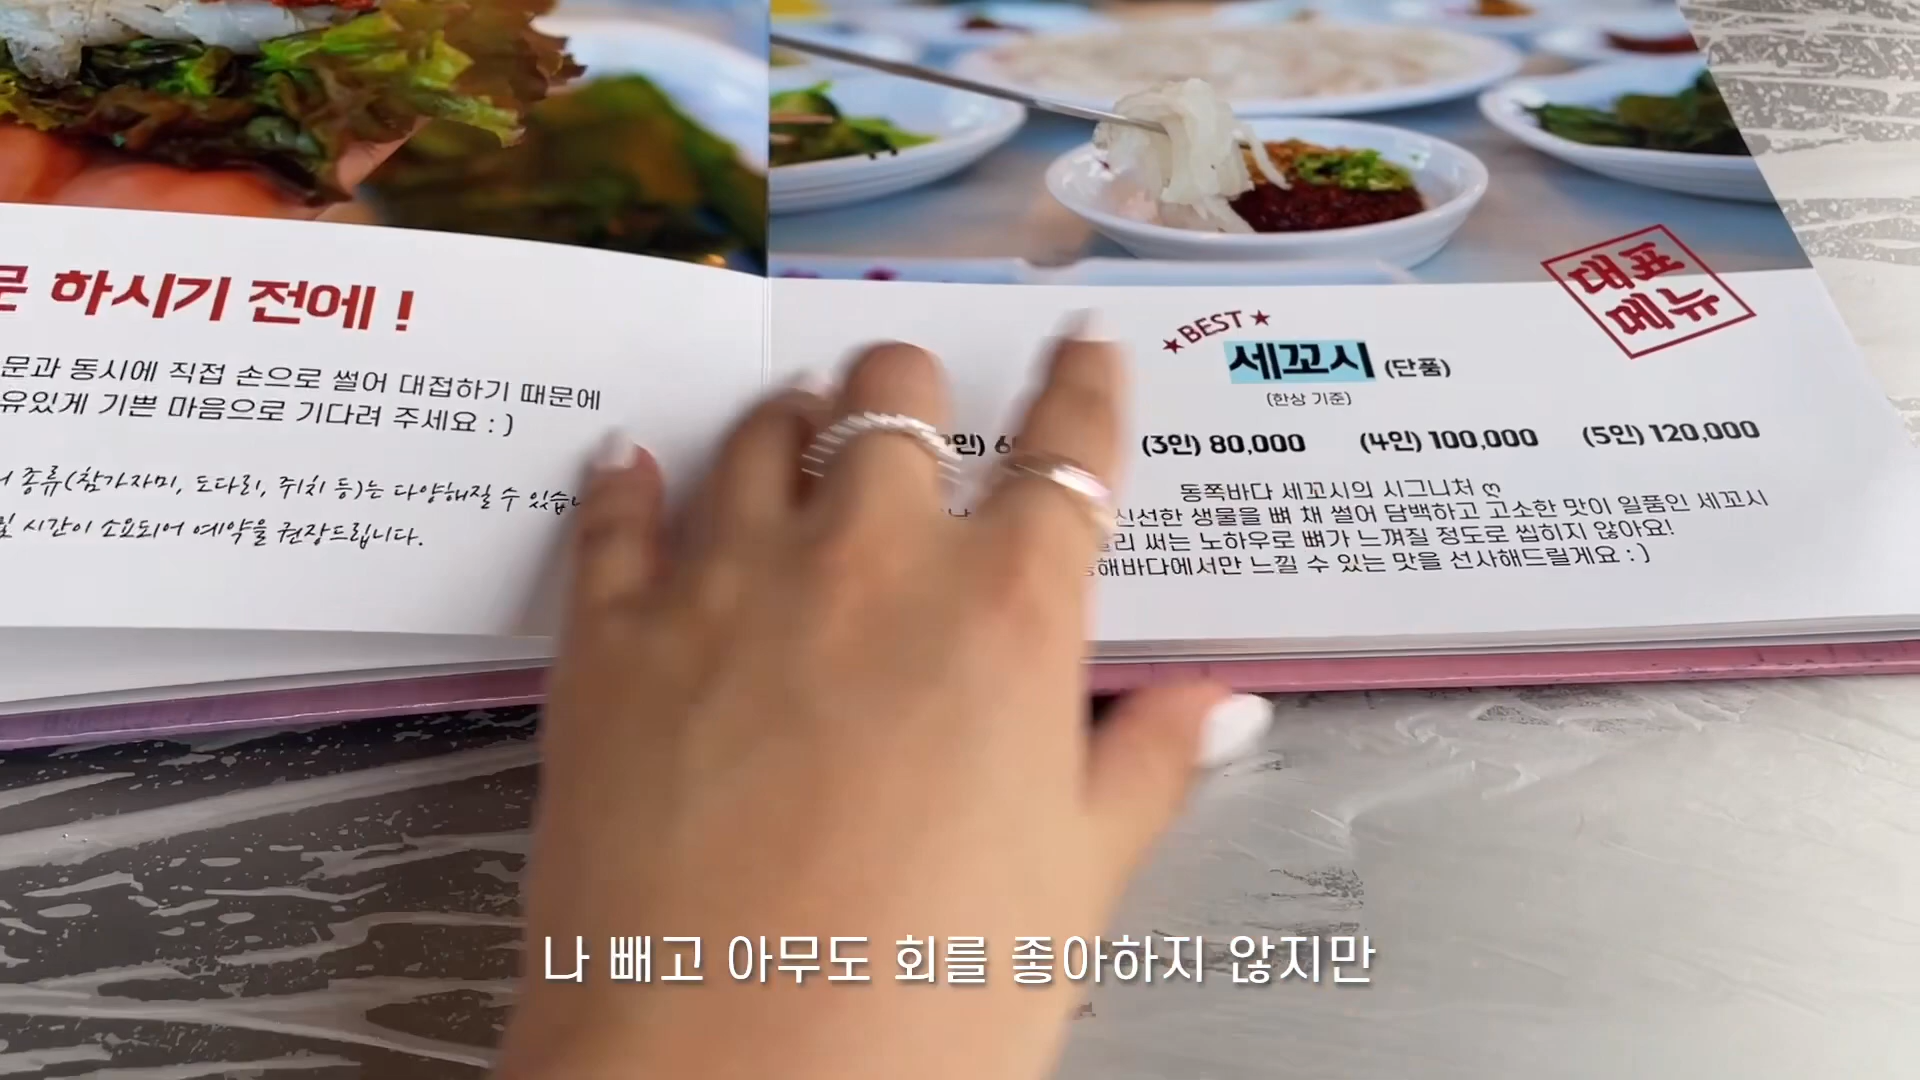 하시기 전에 !
문과 동시에 직접 손으로 썰어 대접하기 때문에
유있게 기쁜 마음으로 기다려 주세요 : )
종류(참가자미, 도다리, 쥐치 등)는 다양해질 수
및 시간이 소요되어 예약을 권장드립니다.
대표
메뉴
★BEST★
세꼬시 (단품)
(한상 기준)
(3인) 80,000 (4인) 100,000 (5인) 120,000
동쪽바다 세꼬시의 시그니처 ღ
신선한 생물을 뼈 채 썰어 담백하고 고소한 맛이 일품인 세꼬시
써는 노하우로 뼈가 느껴질 정도로 씹히지 않아요!
해바다에서만 느낄 수 있는 맛을 선사해드릴게요 : )
나 빼고 아무도 회를 좋아하지 않지만